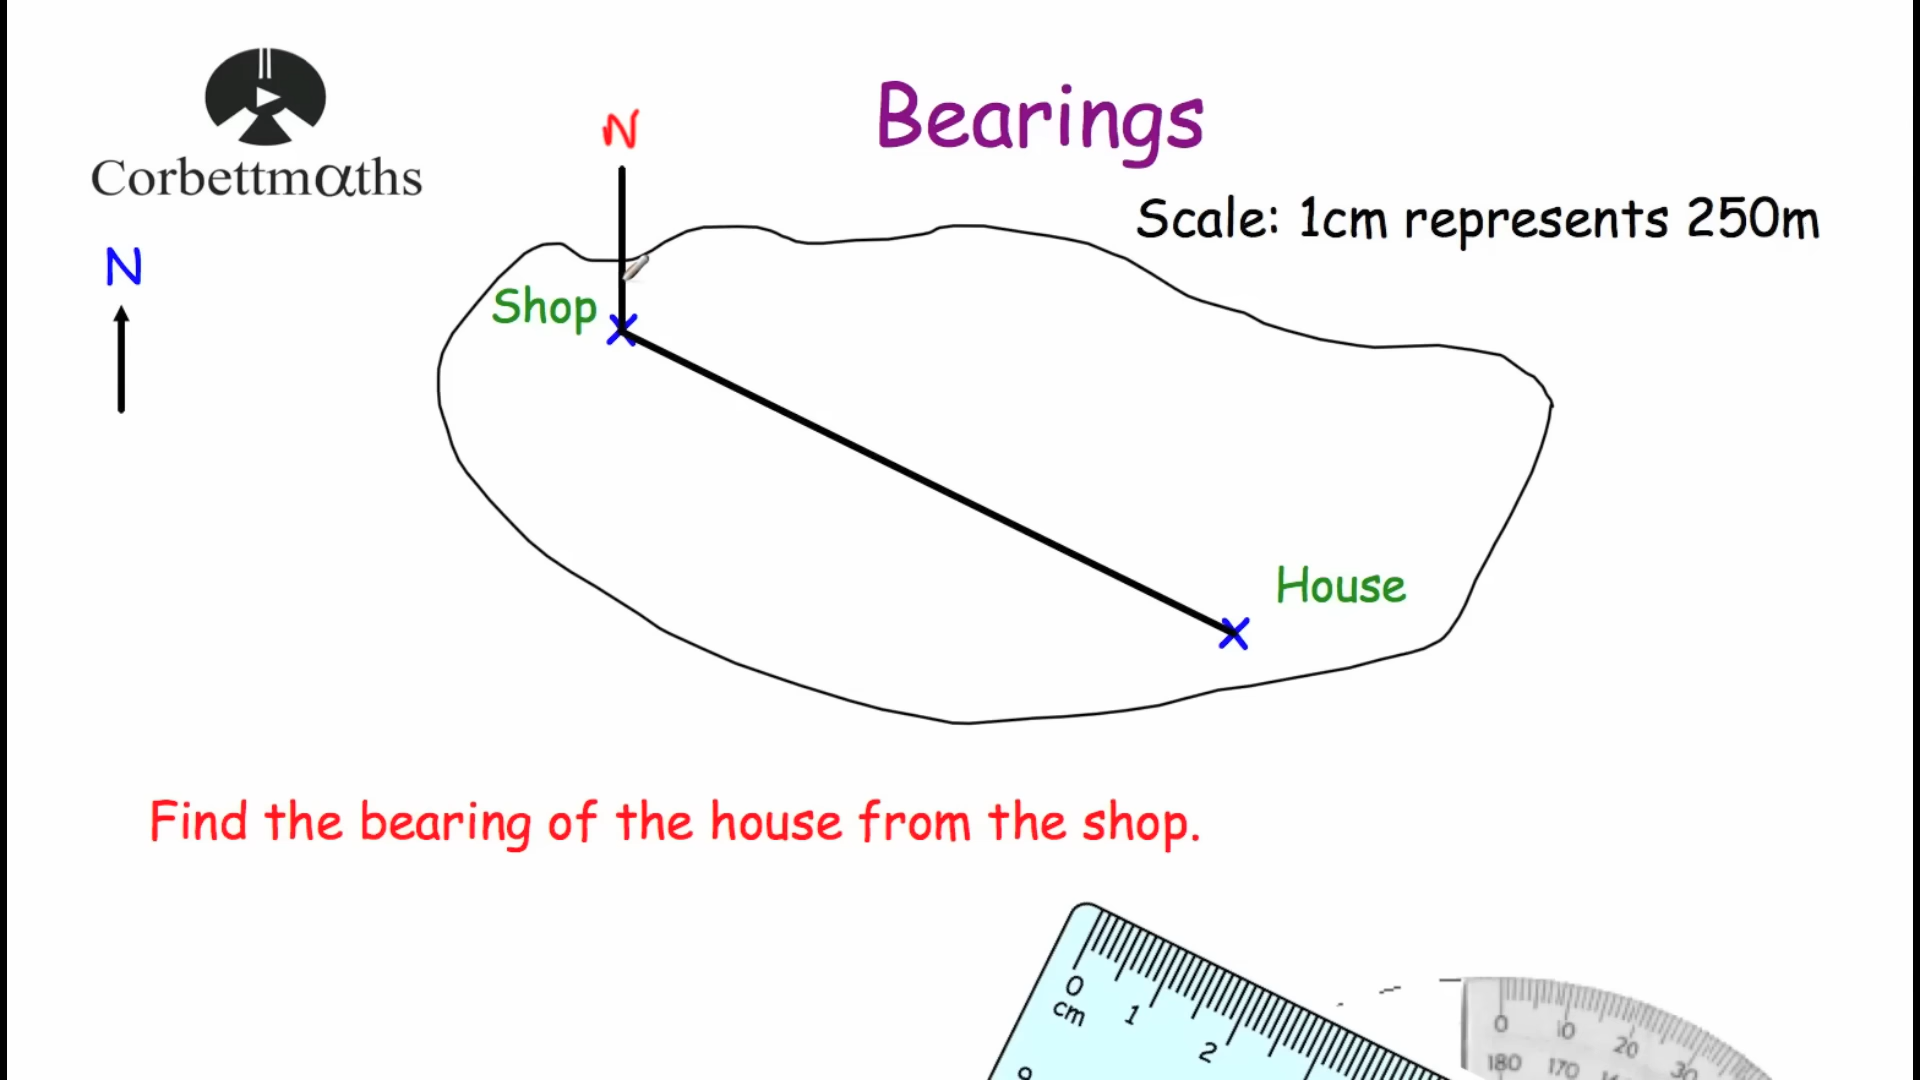 Corbettmαths
N
Bearings
Scale: 1cm represents 250m
N
Shop
House
Find the bearing of the house from the shop.
0
cm
1
2
0 10 20 30
180 170